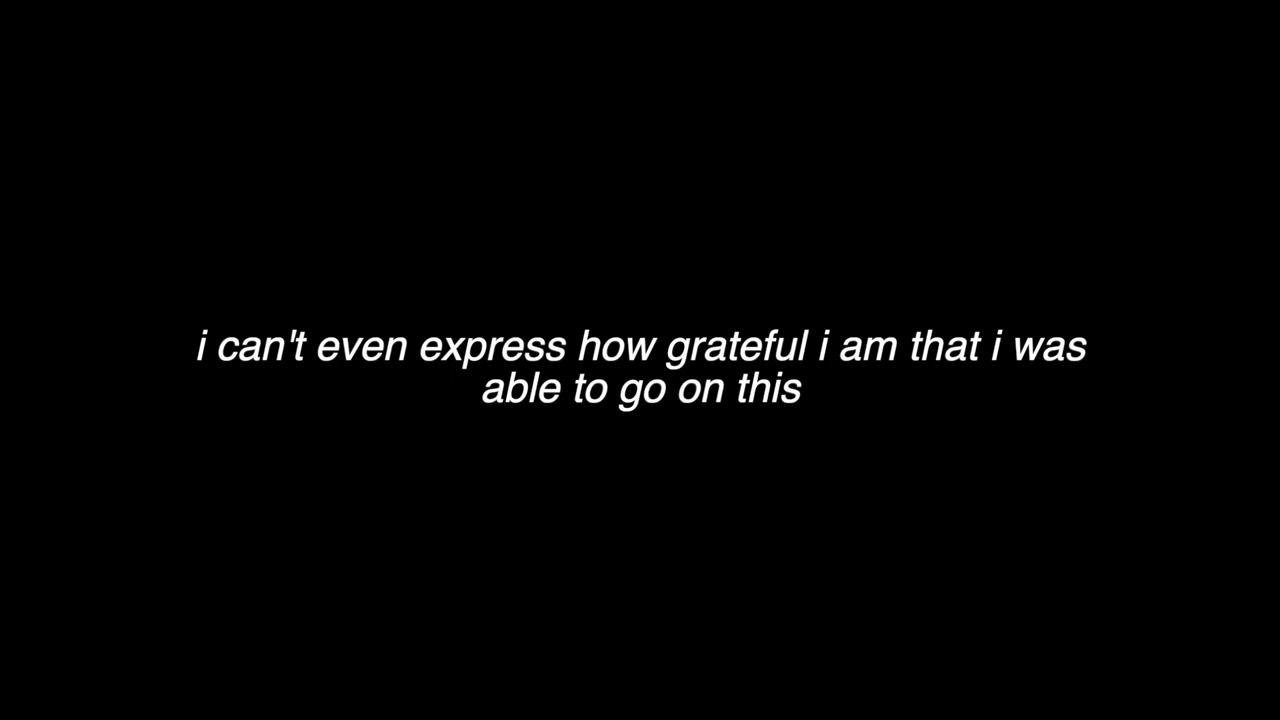 i can't even express how grateful i am that i was
able to go on this